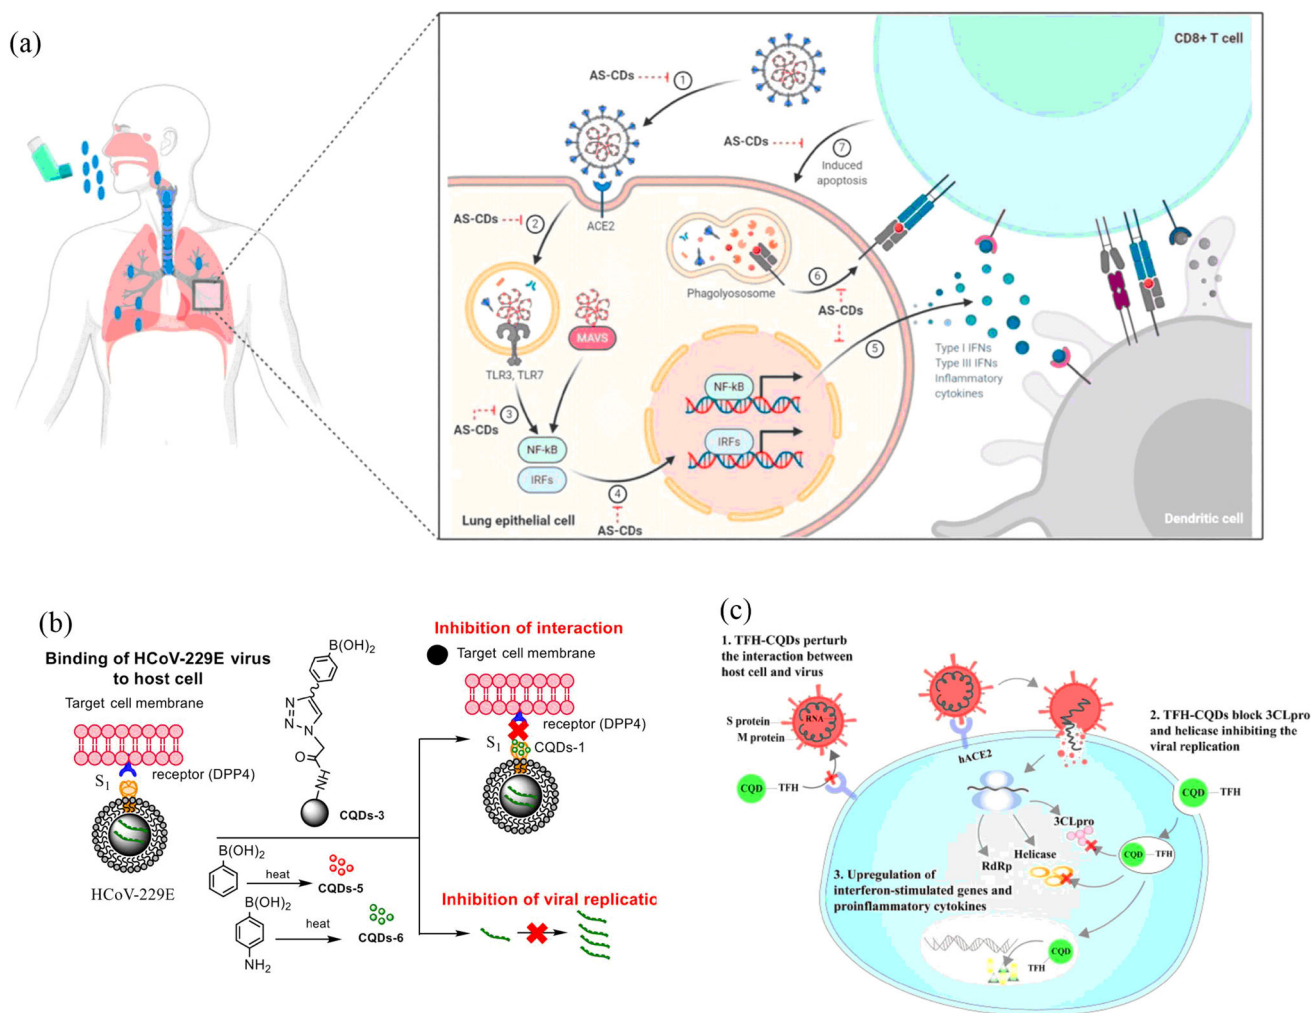 (a)
CD8+ T cell
AS-CDs
1
AS-CDs
7
Induced
apoptosis
AS-CDs
2
ACE2
Phagolyososome
6
AS-CDs
MAVS
TLR3, TLR7
5
Type I IFNs
Type III IFNs
Inflammatory
cytokines
NF-kB
AS-CDs
3
NF-kB
IRFs
IRFs
4
AS-CDs
Lung epithelial cell
Dendritic cell
(b)
Binding of HCoV-229E virus
to host cell
Target cell membrane
receptor (DPP4)
S1
HCoV-229E
B(OH)2
N
N=N
O
NH
CQDs-3
B(OH)2
heat
CQDs-5
B(OH)2
heat
CQDs-6
NH2
Inhibition of interaction
Target cell membrane
receptor (DPP4)
S1
CQDs-1
Inhibition of viral replicatic
(c)
1. TFH-CQDs perturb
the interaction between
host cell and virus
S protein
M protein
RNA
CQD
TFH
hACE2
2. TFH-CQDs block 3CLpro
and helicase inhibiting the
viral replication
CQD
TFH
3CLpro
CQD
TFH
Helicase
RdRp
3. Upregulation of
interferon-stimulated genes and
proinflammatory cytokines
CQD
TFH